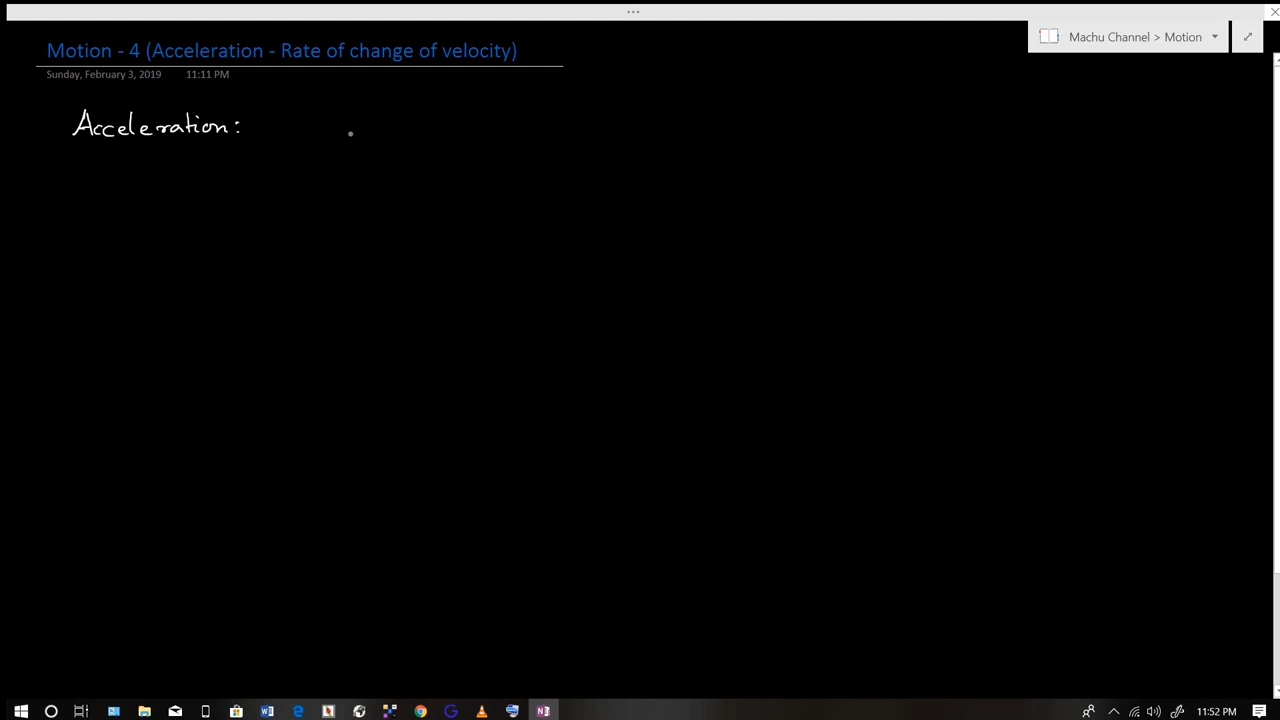 Motion - 4 (Acceleration - Rate of change of velocity)
Machu Channel > Motion
Sunday, February 3, 2019 11:11 PM
Acceleration:
11:52 PM